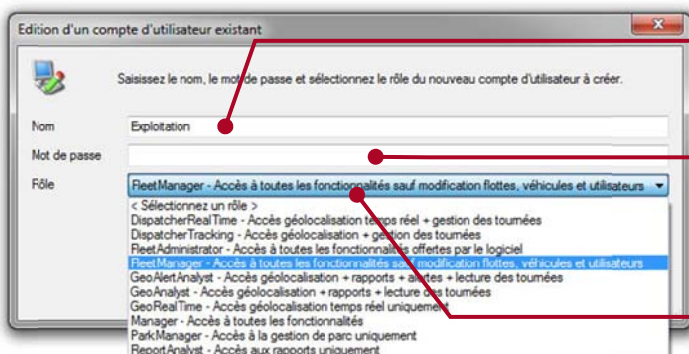 Edition d'un compte d'utilisateur existant
Saisissez le nom, le mot de passe et sélectionnez le rôle du nouveau compte d'utilisateur à créer.
Nom
Exploitation
Mot de passe
Rôle
FleetManager - Accès à toutes les fonctionnalités sauf modification flottes, véhicules et utilisateurs
< Sélectionnez un rôle >
DispatcherRealTime - Accès géolocalisation temps réel + gestion des tournées
DispatcherTracking - Accès géolocalisation + gestion des tournées
FleetAdministrator - Accès à toutes les fonctionnalités offertes par le logiciel
FleetManager - Accès à toutes les fonctionnalités sauf modification flottes, véhicules et utilisateurs
GeoAlertAnalyst - Accès géolocalisation + rapports + alertes + lecture des tournées
GeoAnalyst - Accès géolocalisation + rapports + lecture des tournées
GeoRealTime - Accès géolocalisation temps réel uniquement
Manager - Accès à toutes les fonctionnalités
ParkManager - Accès à la gestion de parc uniquement
ReportAnalyst - Accès aux rapports uniquement